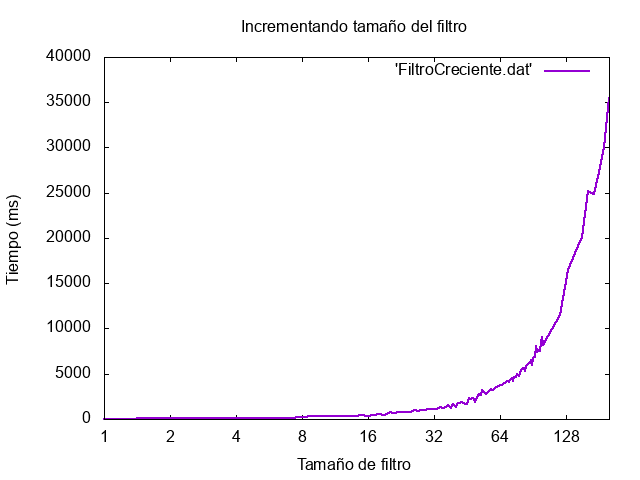 Incrementando tamaño del filtro
'FiltroCreciente.dat'
40000
35000
30000
25000
20000
15000
10000
5000
0
Tiempo (ms)
1 2 4 8 16 32 64 128
Tamaño de filtro